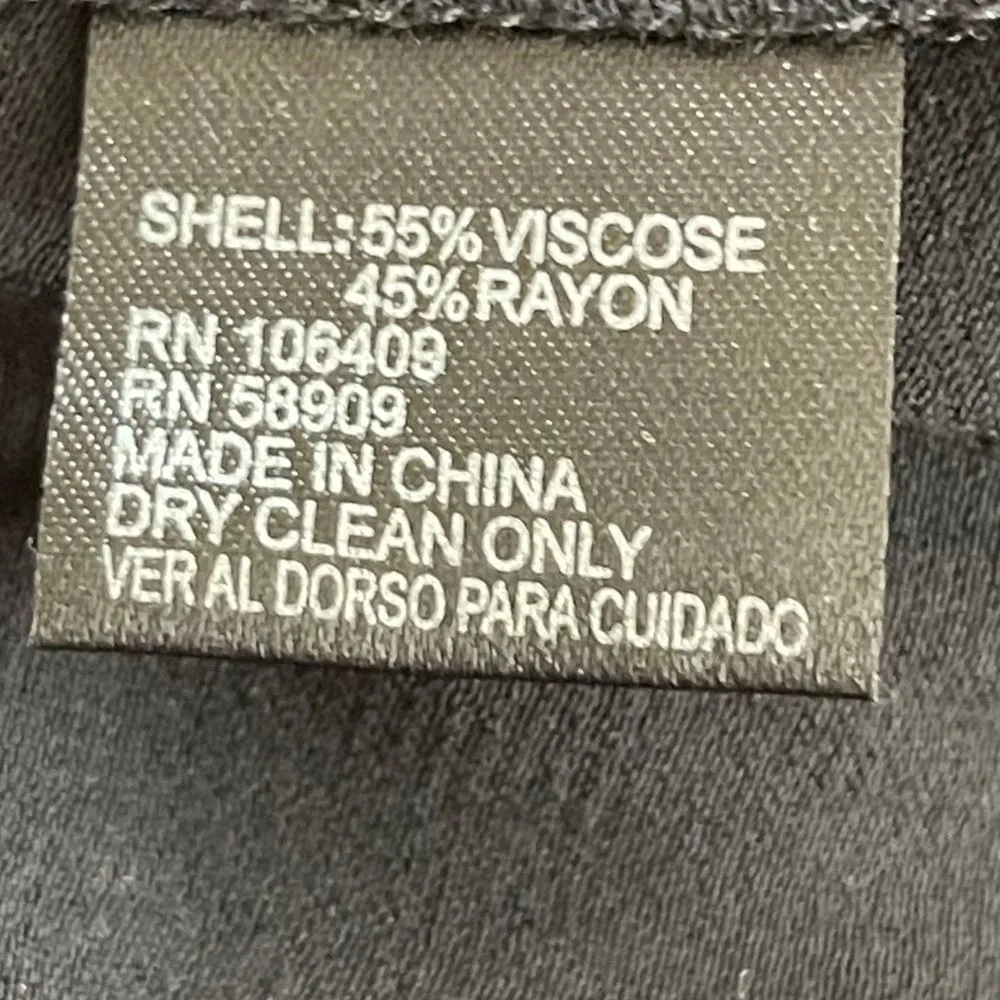 SHELL: 55% VISCOSE
45% RAYON
RN 106409
RN 58909
MADE IN CHINA
DRY CLEAN ONLY
VER AL DORSO PARA CUIDADO